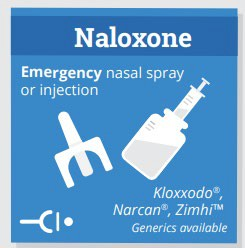 Naloxone
Emergency nasal spray
or injection
Kloxxodo®,
Narcan®, Zimhi™
Generics available